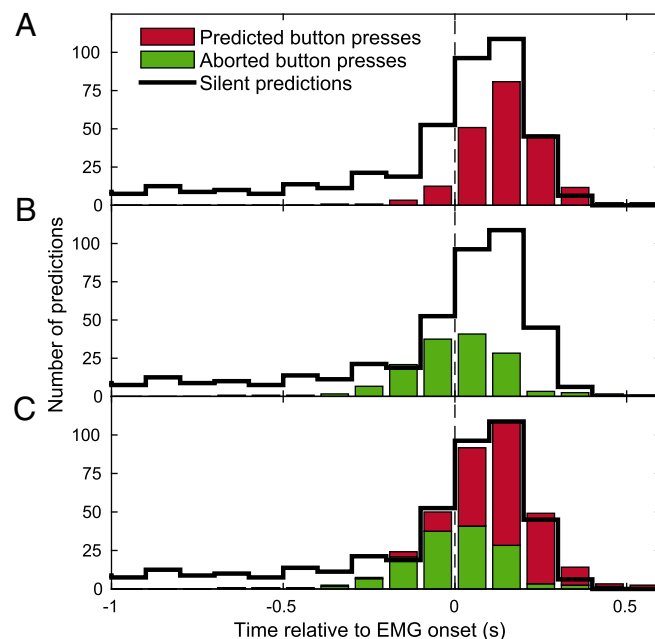 A
Predicted button presses
Aborted button presses
Silent predictions
100
75
50
25
0
B
100
75
50
25
0
Number of predictions
C
100
75
50
25
0
-1
-0.5
0
0.5
Time relative to EMG onset (s)